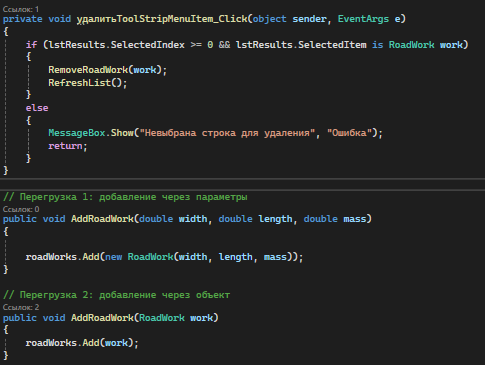 Ссылок: 1
private void удалитьToolStripMenuItem_Click(object sender, EventArgs e)
{
if (lstResults.SelectedIndex >= 0 && lstResults.SelectedItem is RoadWork work)
{
RemoveRoadWork(work);
RefreshList();
}
else
{
MessageBox.Show("Невыбрана строка для удаления", "Ошибка");
return;
}
}
// Перегрузка 1: добавление через параметры
Ссылок: 0
public void AddRoadWork(double width, double length, double mass)
{
roadWorks.Add(new RoadWork(width, length, mass));
}
// Перегрузка 2: добавление через объект
Ссылок: 2
public void AddRoadWork(RoadWork work)
{
roadWorks.Add(work);
}